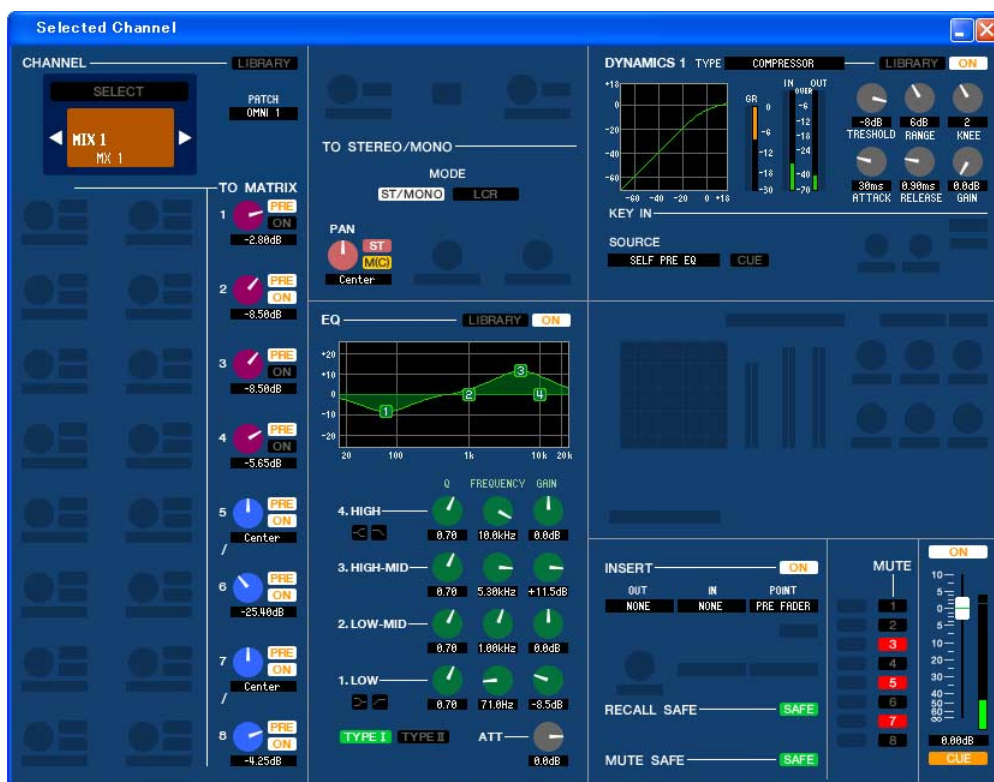 Selected Channel
CHANNEL
LIBRARY
SELECT
PATCH
OMNI 1
MIX 1
MX 1
TO MATRIX
1
PRE
ON
-2.80dB
2
PRE
ON
-8.50dB
3
PRE
ON
-8.50dB
4
PRE
ON
-5.65dB
5
PRE
ON
Center
/
6
PRE
ON
-25.40dB
7
PRE
ON
Center
/
8
PRE
ON
-4.25dB
TO STEREO/MONO
MODE
ST/MONO LCR
PAN
ST
M(C)
Center
EQ
LIBRARY ON
+20
+10
0
-10
-20
1 2 3 4
20 100 1k 10k 20k
Q FREQUENCY GAIN
4. HIGH
0.70 10.0kHz 0.0dB
3. HIGH-MID
0.70 5.30kHz +11.5dB
2. LOW-MID
0.70 1.00kHz 0.0dB
1. LOW
0.70 71.0Hz -8.5dB
TYPE I TYPE II ATT
0.0dB
DYNAMICS 1 TYPE COMPRESSOR LIBRARY ON
+18
0
-20
-40
-60
-60 -40 -20 0 +18
GR
0
-6
-12
-18
-30
IN OUT
OVER
-6
-12
-18
-24
-40
-70
-8dB 6dB 2
TRESHOLD RANGE KNEE
30ms 0.90ms 0.0dB
ATTACK RELEASE GAIN
KEY IN
SOURCE
SELF PRE EQ CUE
INSERT ON
OUT IN POINT
NONE NONE PRE FADER
RECALL SAFE SAFE
MUTE SAFE SAFE
MUTE
1
2
3
4
5
6
7
8
ON
10
5
0
5
10
20
30
40
50
60
∞
0.00dB
CUE